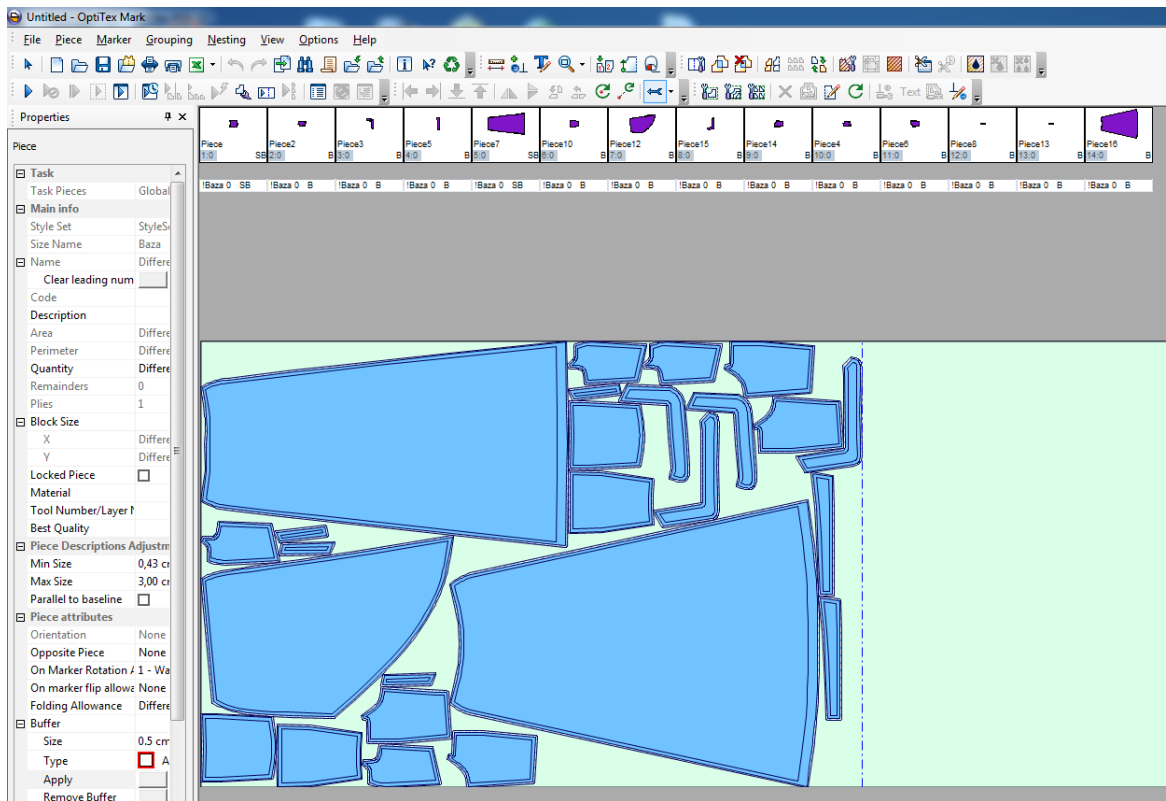 Untitled - OptiTex Mark
File Piece Marker Grouping Nesting View Options Help
Text
Properties
Piece
Piece Piece2 Piece3 Piece5 Piece7 Piece10 Piece12 Piece15 Piece14 Piece4 Piece6 Piece8 Piece13 Piece16
1:0 SB 2:0 B 3:0 B 4:0 B 5:0 SB 6:0 B 7:0 B 8:0 B 9:0 B 10:0 B 11:0 B 12:0 B 13:0 B 14:0 B
!Baza 0 SB !Baza 0 B !Baza 0 B !Baza 0 B !Baza 0 SB !Baza 0 B !Baza 0 B !Baza 0 B !Baza 0 B !Baza 0 B !Baza 0 B !Baza 0 B !Baza 0 B !Baza 0 B
Task
Task Pieces Global
Main info
Style Set StyleS
Size Name Baza
Name Differe
Clear leading num
Code
Description
Area Differe
Perimeter Differe
Quantity Differe
Remainders 0
Plies 1
Block Size
X Differe
Y Differe
Locked Piece
Material
Tool Number/Layer
Best Quality
Piece Descriptions Adjustm
Min Size 0,43 cr
Max Size 3,00 cr
Parallel to baseline
Piece attributes
Orientation None
Opposite Piece None
On Marker Rotation 1 - Wa
On marker flip allow None
Folding Allowance Differe
Buffer
Size 0.5 cm
Type A
Apply
Remove Buffer